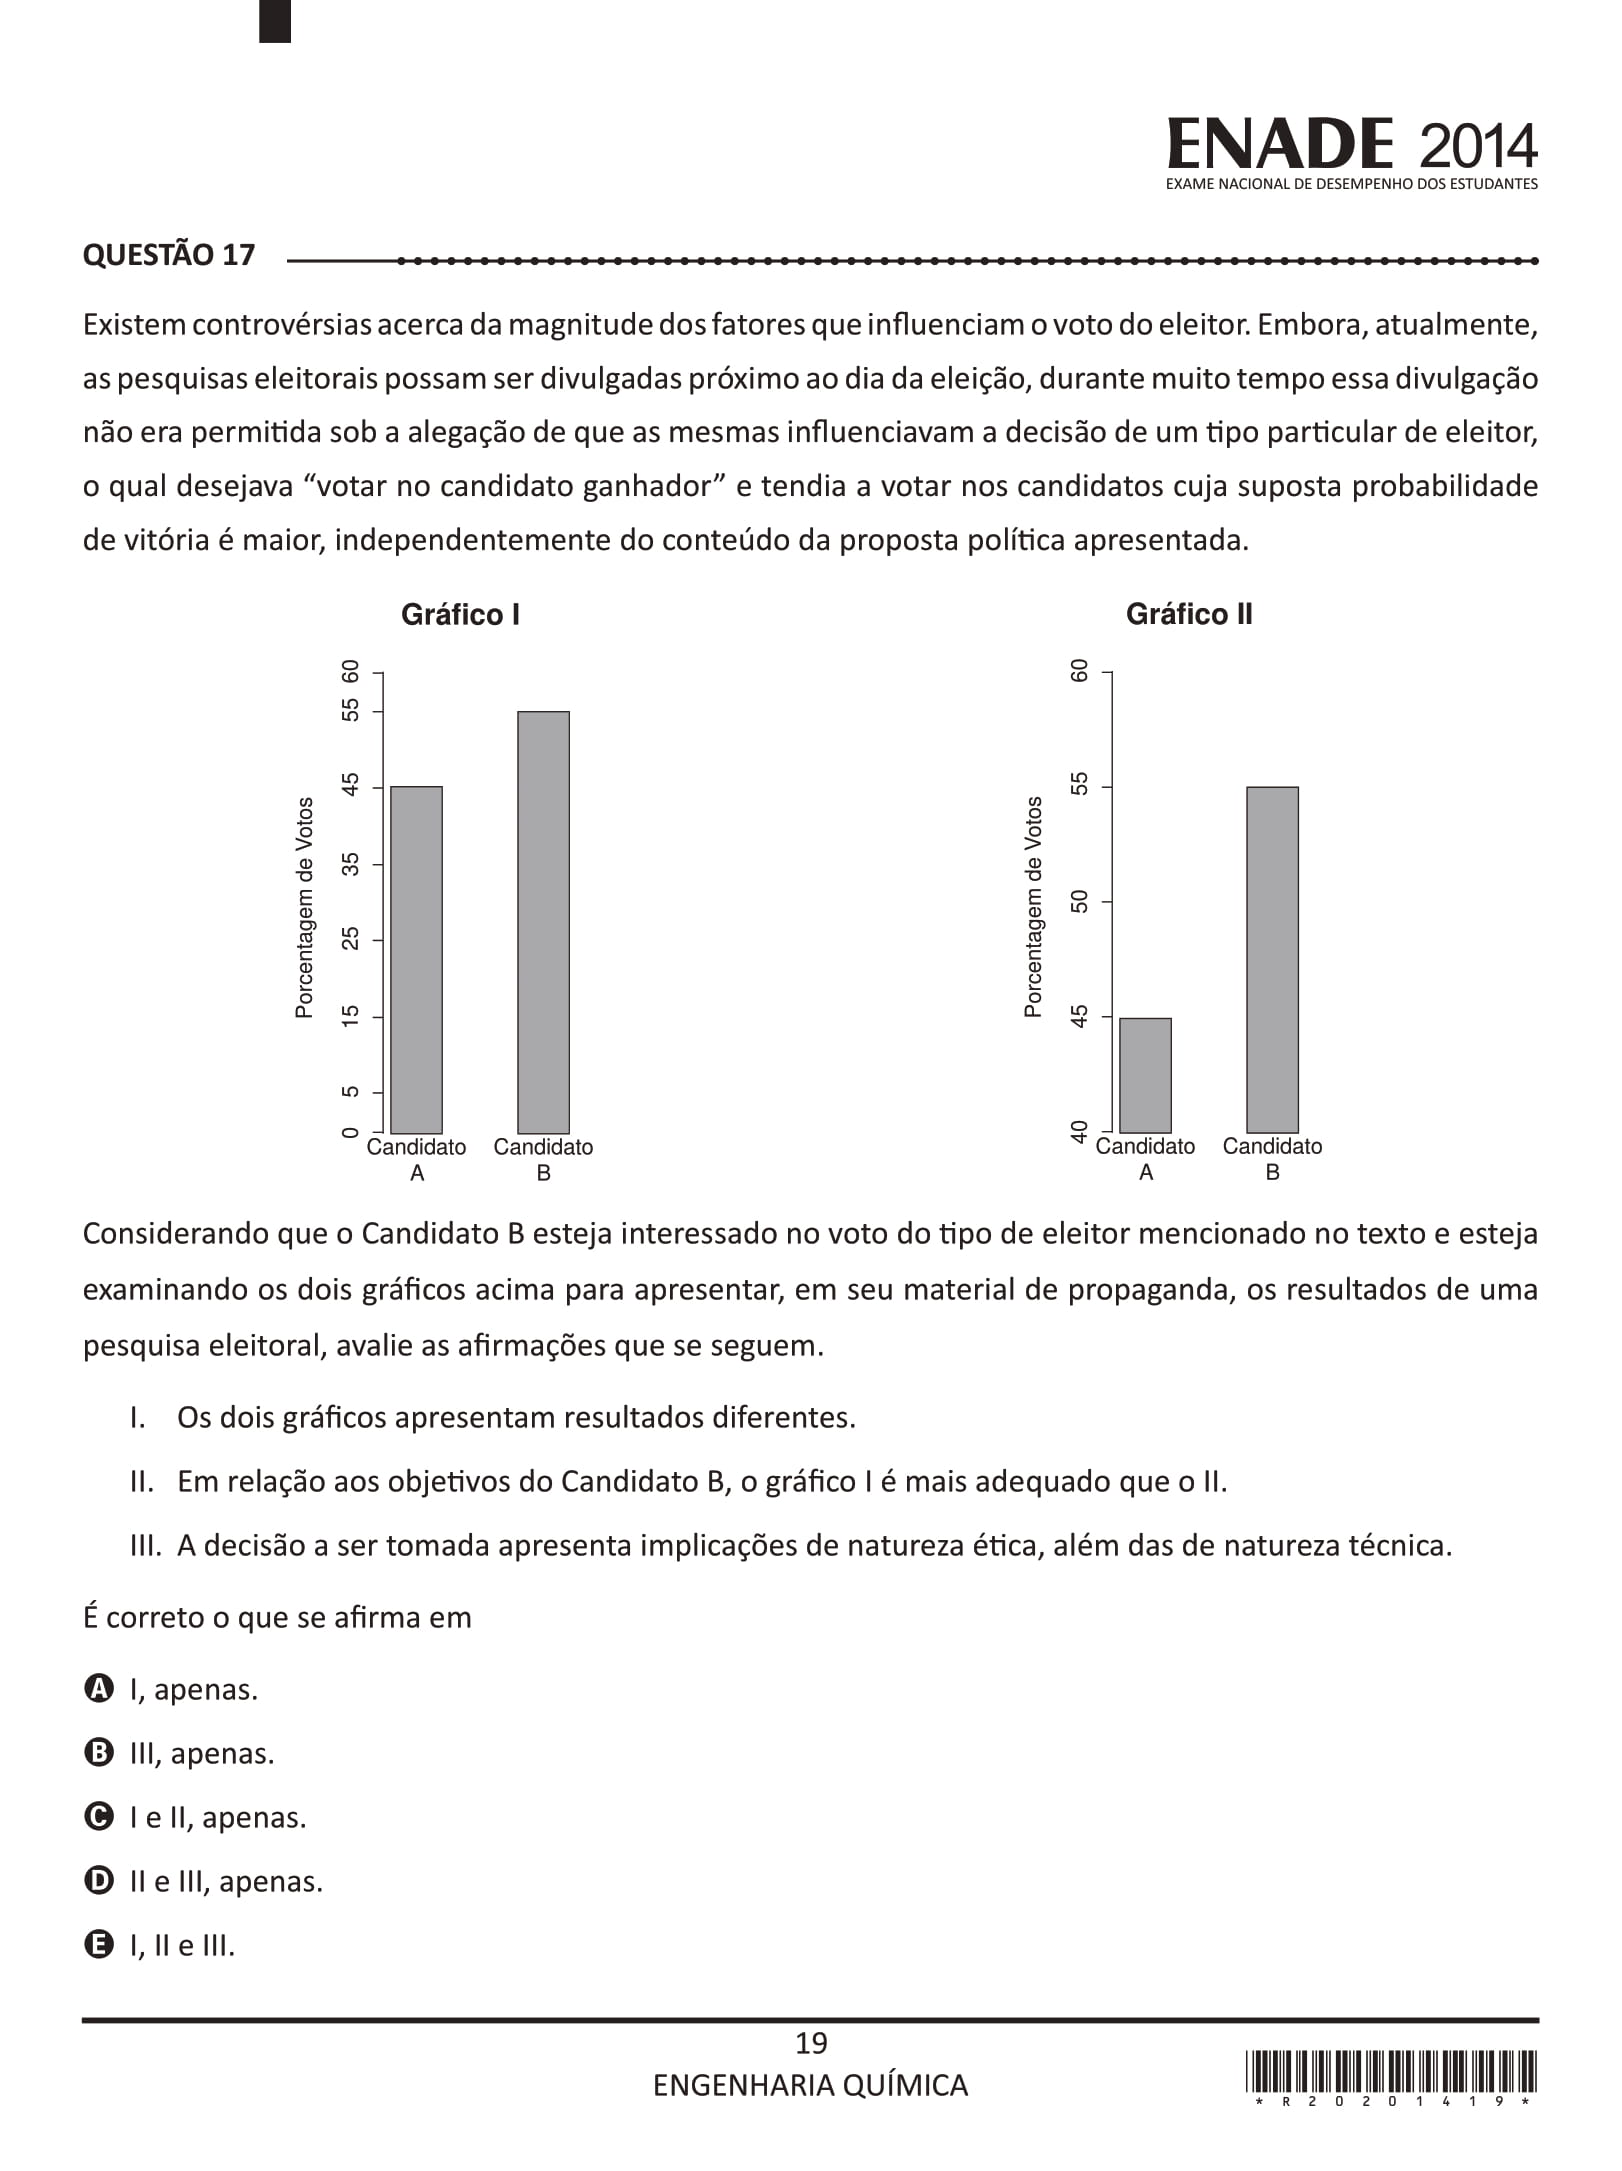 ENADE 2014
EXAME NACIONAL DE DESEMPENHO DOS ESTUDANTES
QUESTÃO 17
Existem controvérsias acerca da magnitude dos fatores que influenciam o voto do eleitor. Embora, atualmente,
as pesquisas eleitorais possam ser divulgadas próximo ao dia da eleição, durante muito tempo essa divulgação
não era permitida sob a alegação de que as mesmas influenciavam a decisão de um tipo particular de eleitor,
o qual desejava “votar no candidato ganhador” e tendia a votar nos candidatos cuja suposta probabilidade
de vitória é maior, independentemente do conteúdo da proposta política apresentada.
Gráfico I
Porcentagem de Votos
60
55
45
35
25
15
5
0
Candidato
A
Candidato
B
Gráfico II
Porcentagem de Votos
60
55
50
45
40
Candidato
A
Candidato
B
Considerando que o Candidato B esteja interessado no voto do tipo de eleitor mencionado no texto e esteja
examinando os dois gráficos acima para apresentar, em seu material de propaganda, os resultados de uma
pesquisa eleitoral, avalie as afirmações que se seguem.
I. Os dois gráficos apresentam resultados diferentes.
II. Em relação aos objetivos do Candidato B, o gráfico I é mais adequado que o II.
III. A decisão a ser tomada apresenta implicações de natureza ética, além das de natureza técnica.
É correto o que se afirma em
A I, apenas.
B III, apenas.
C I e II, apenas.
D II e III, apenas.
E I, II e III.
19
ENGENHARIA QUÍMICA
* R 2 0 2 0 1 4 1 9 *